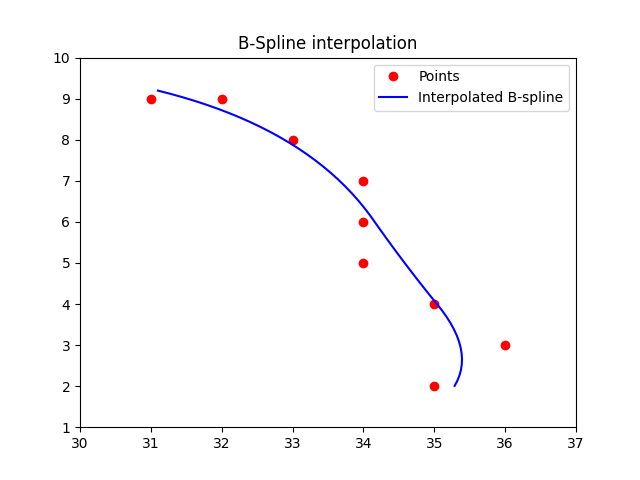 B-Spline interpolation
Points
Interpolated B-spline
10
9
8
7
6
5
4
3
2
1
30 31 32 33 34 35 36 37